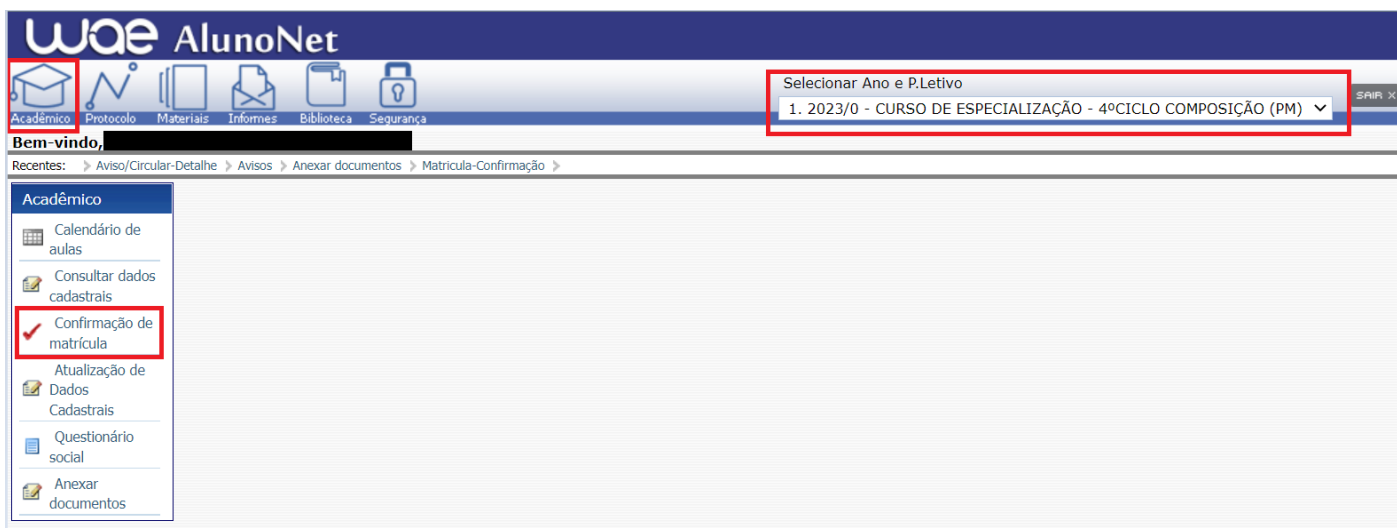 wae AlunoNet
Selecionar Ano e P.Letivo
1. 2023/0 - CURSO DE ESPECIALIZAÇÃO - 4ºCICLO COMPOSIÇÃO (PM)
SAIR X
Acadêmico Protocolo Materiais Informes Biblioteca Segurança
Bem-vindo,
Recentes: Aviso/Circular-Detalhe Avisos Anexar documentos Matricula-Confirmação
Acadêmico
Calendário de
aulas
Consultar dados
cadastrais
Confirmação de
matrícula
Atualização de
Dados
Cadastrais
Questionário
social
Anexar
documentos